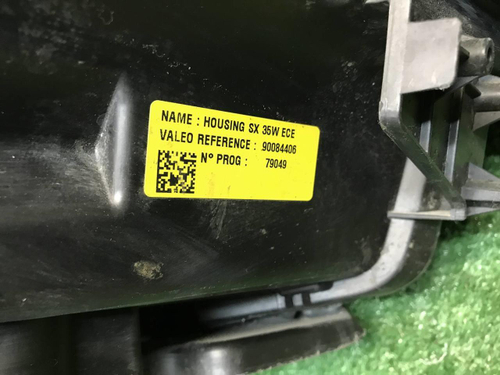 NAME : HOUSING SX 35W ECE
VALEO REFERENCE : 90084406
N° PROG : 79049